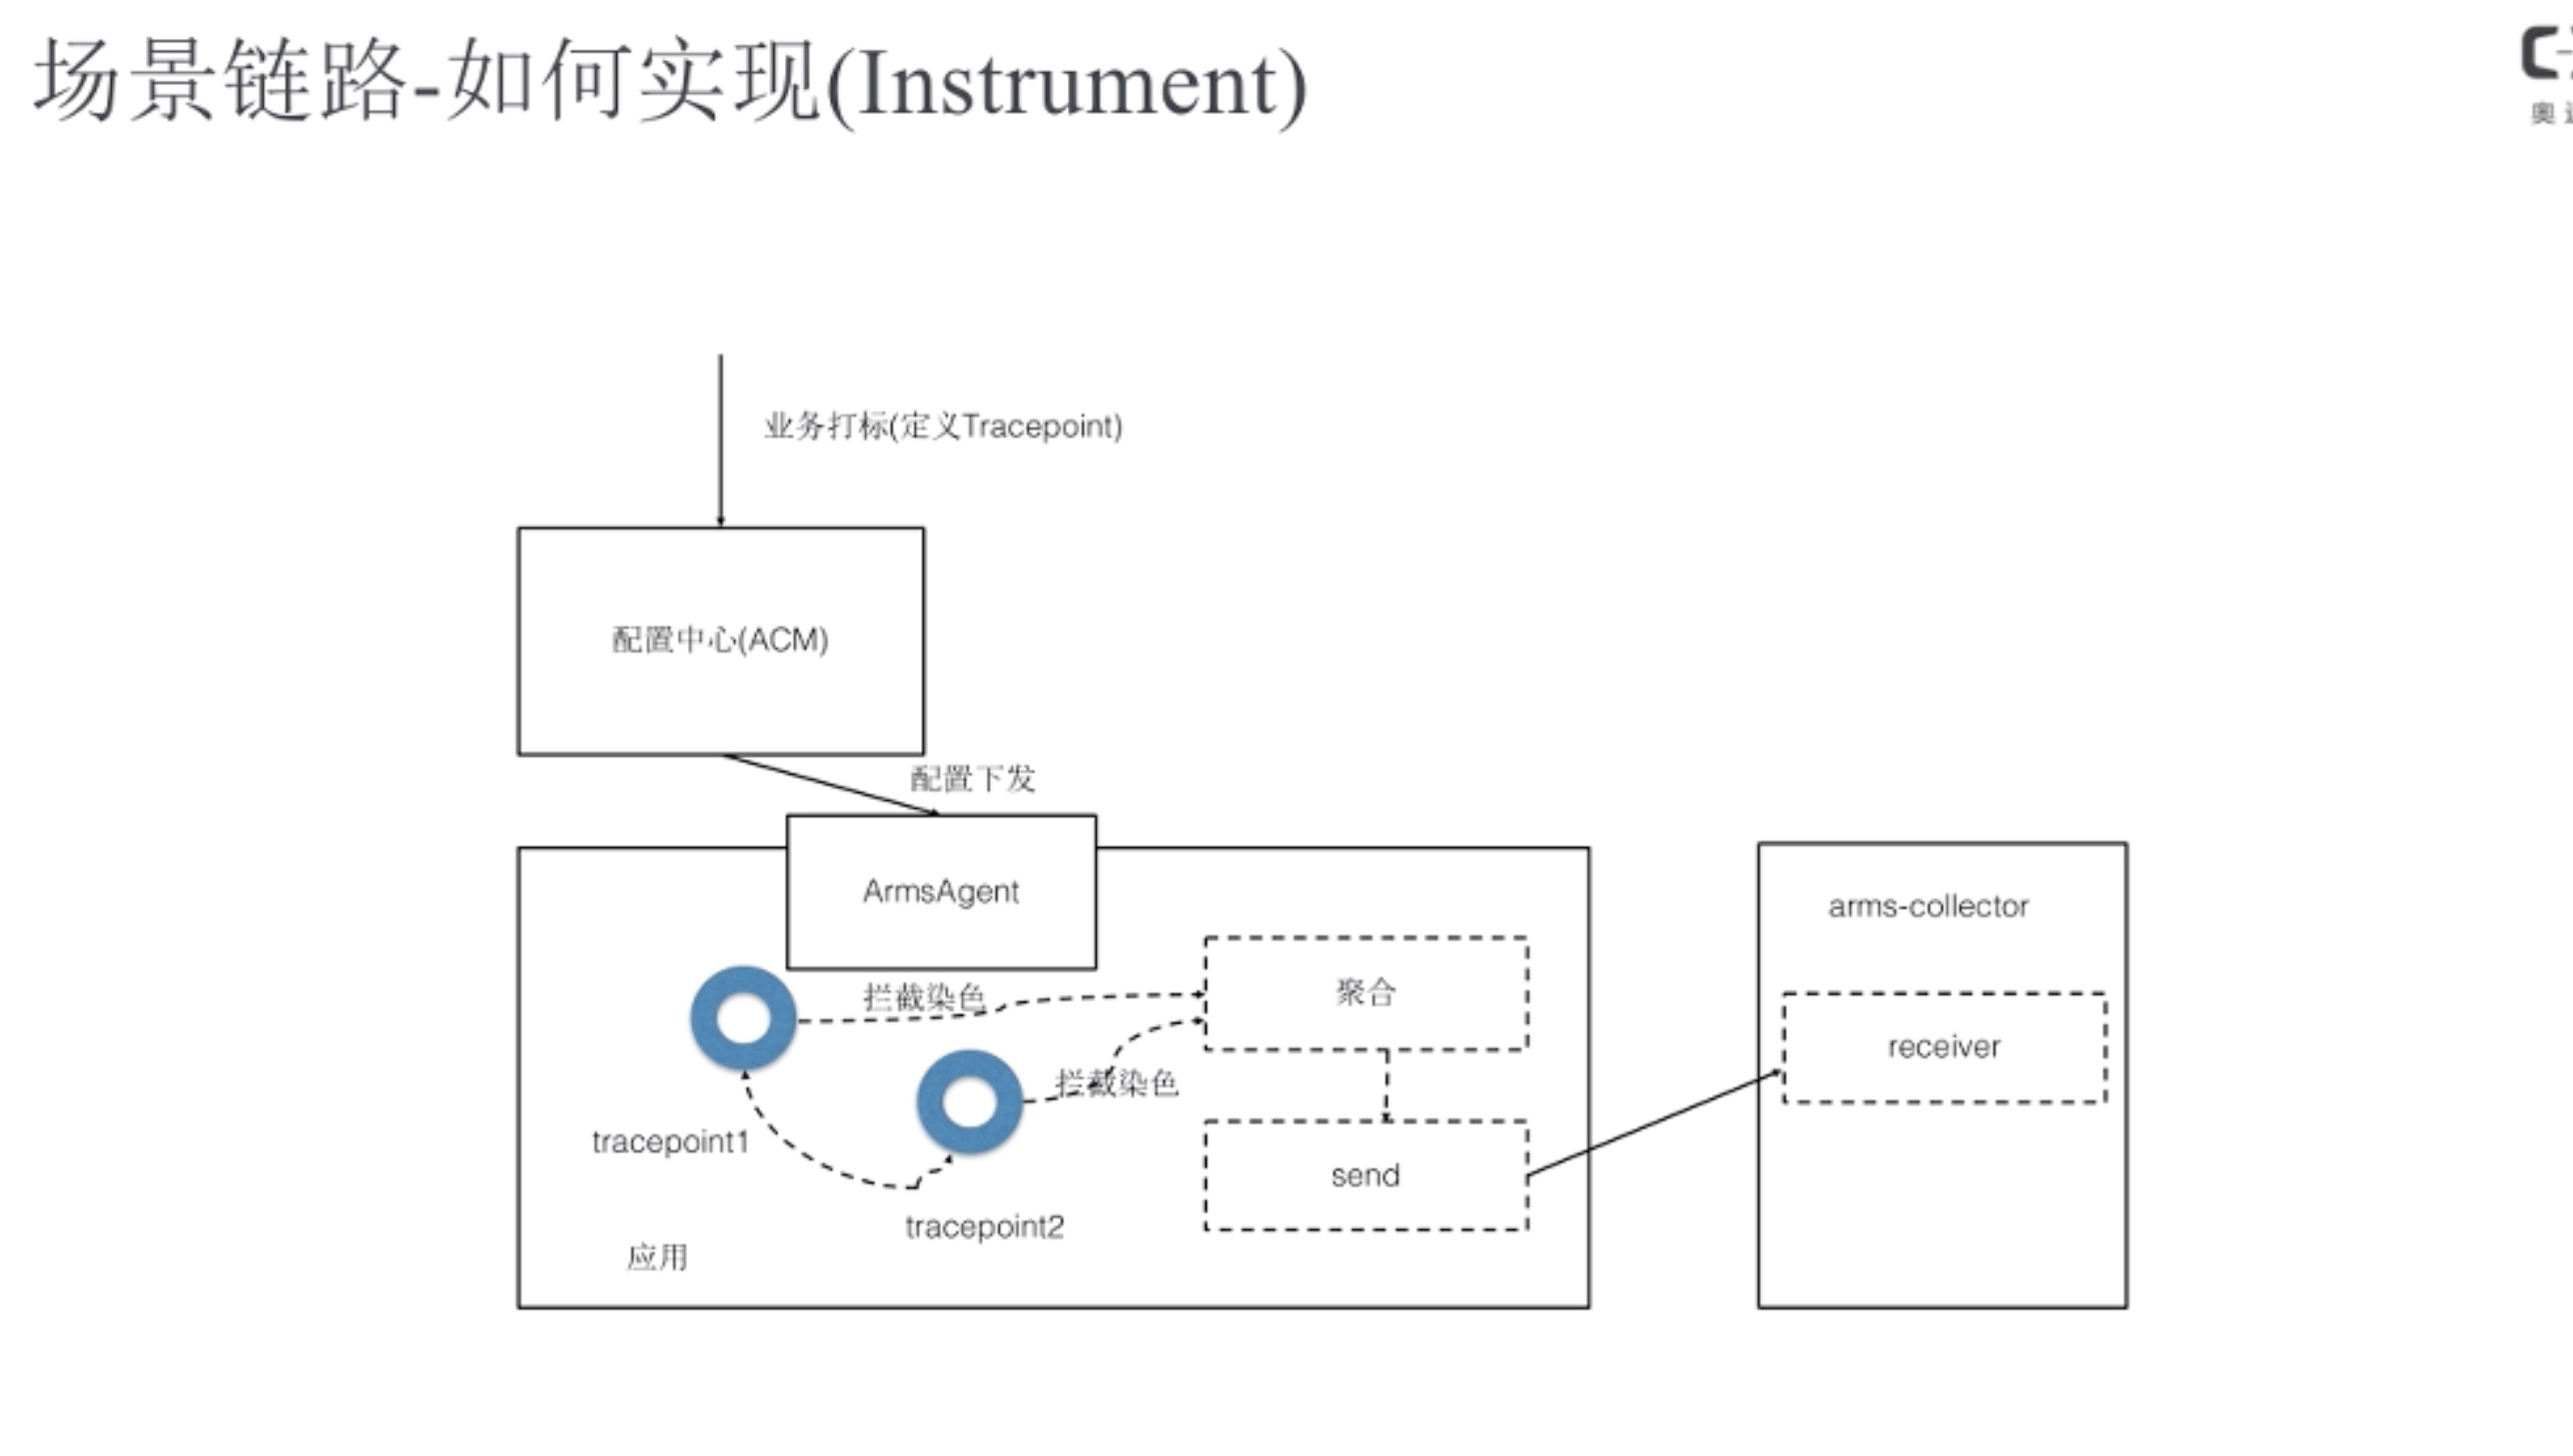 场景链路-如何实现(Instrument)
奥
业务打标(定义Tracepoint)
配置中心(ACM)
配置下发
ArmsAgent
arms-collector
拦截染色
聚合
receiver
拦截染色
tracepoint1
send
tracepoint2
应用